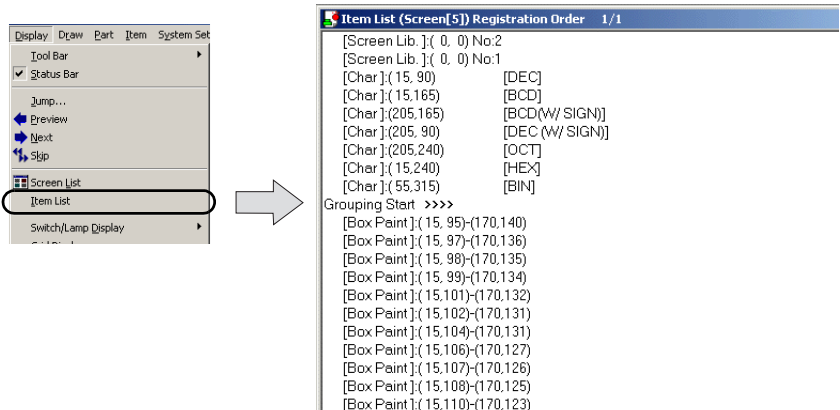 Display Draw Part Item System Set
Tool Bar
Status Bar
Jump...
Preview
Next
Skip
Screen List
Item List
Switch/Lamp Display
Item List (Screen[5]) Registration Order 1/1
[Screen Lib. ]:( 0, 0) No:2
[Screen Lib. ]:( 0, 0) No:1
[Char ]:( 15, 90) [DEC]
[Char ]:( 15,165) [BCD]
[Char ]:(205,165) [BCD(W/ SIGN)]
[Char ]:(205, 90) [DEC (W/ SIGN)]
[Char ]:(205,240) [OCT]
[Char ]:( 15,240) [HEX]
[Char ]:( 55,315) [BIN]
Grouping Start >>>>
[Box Paint ]:( 15, 95)-(170,140)
[Box Paint ]:( 15, 97)-(170,136)
[Box Paint ]:( 15, 98)-(170,135)
[Box Paint ]:( 15, 99)-(170,134)
[Box Paint ]:( 15,101)-(170,132)
[Box Paint ]:( 15,102)-(170,131)
[Box Paint ]:( 15,104)-(170,131)
[Box Paint ]:( 15,106)-(170,127)
[Box Paint ]:( 15,107)-(170,126)
[Box Paint ]:( 15,108)-(170,125)
[Box Paint ]:( 15,110)-(170,123)